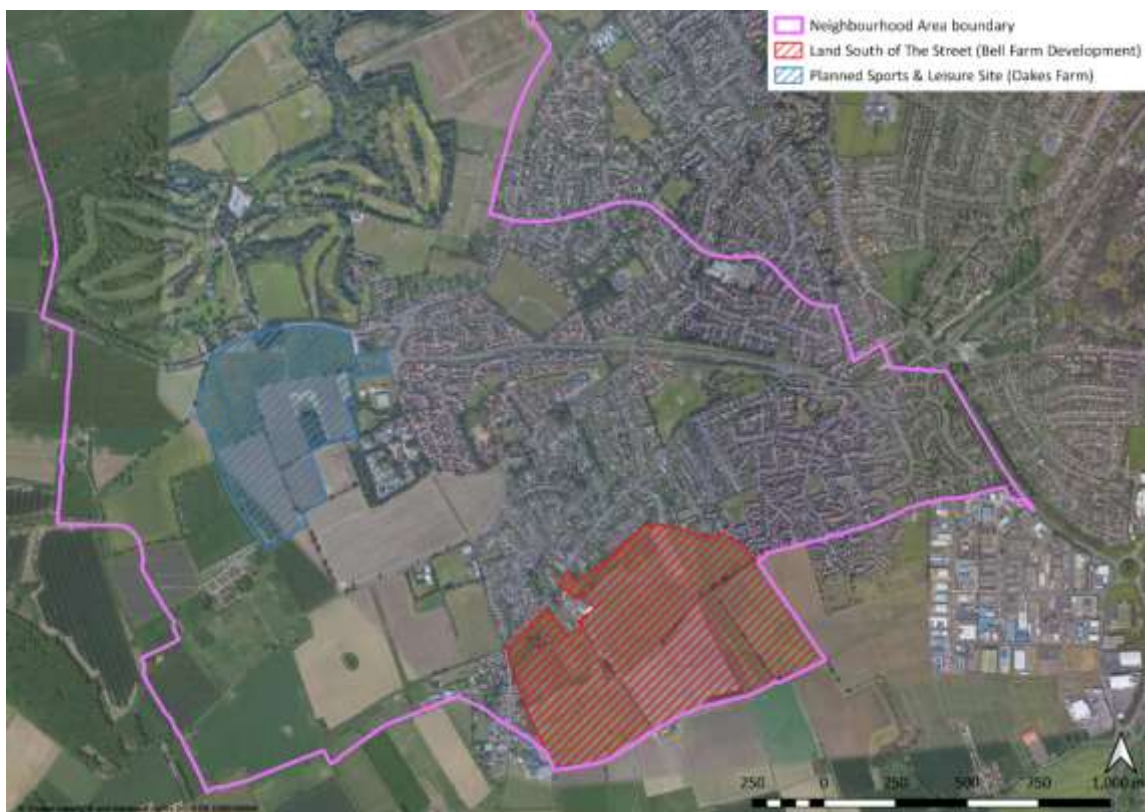 Neighbourhood Area boundary
Land South of The Street (Bell Farm Development)
Planned Sports & Leisure Site (Oakes Farm)
250 0 250 500 750 1,000 m